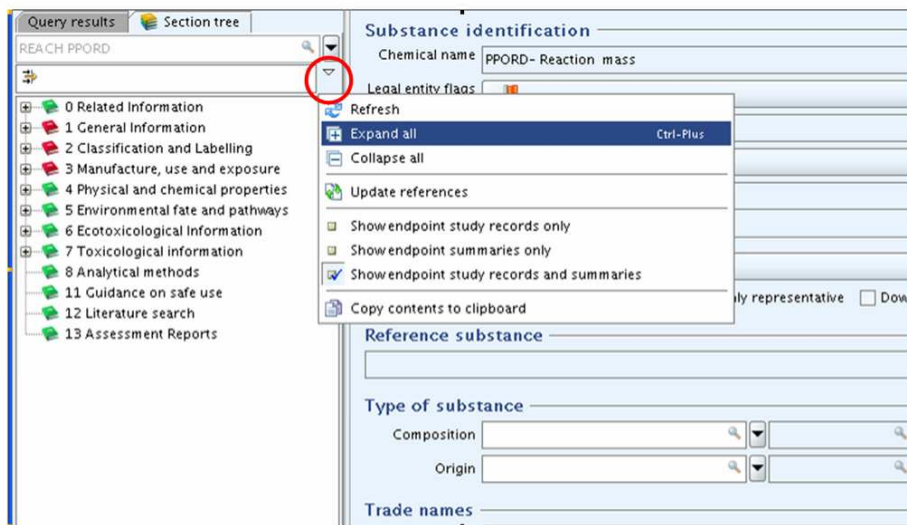 Query results
Section tree
REACH PPORD
0 Related Information
1 General Information
2 Classification and Labelling
3 Manufacture, use and exposure
4 Physical and chemical properties
5 Environmental fate and pathways
6 Ecotoxicological Information
7 Toxicological information
8 Analytical methods
11 Guidance on safe use
12 Literature search
13 Assessment Reports
Refresh
Expand all Ctrl-Plus
Collapse all
Update references
Show endpoint study records only
Show endpoint summaries only
Show endpoint study records and summaries
Copy contents to clipboard
Substance identification
Chemical name PPORD- Reaction mass
Legal entity flags
representative
Reference substance
Type of substance
Composition
Origin
Trade names